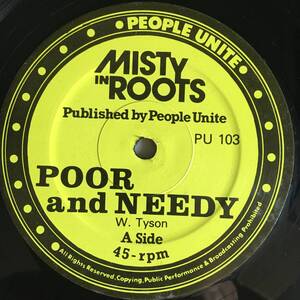 PEOPLE UNITE
MISTY
IN ROOTS
Published by People Unite
PU 103
POOR
and NEEDY
W. Tyson
A Side
45-rpm
All Rights Reserved, Copying, Public Performance & Broadcasting Prohibited